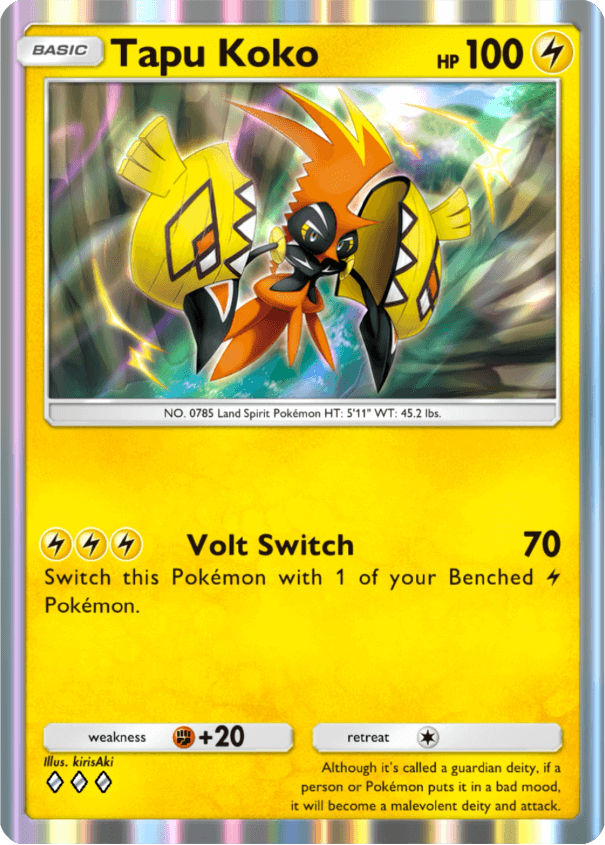 BASIC Tapu Koko HP 100
NO. 0785 Land Spirit Pokémon HT: 5'11" WT: 45.2 lbs.
Volt Switch 70
Switch this Pokémon with 1 of your Benched
Pokémon.
weakness +20 retreat
Illus. kirisAki
Although it's called a guardian deity, if a
person or Pokémon puts it in a bad mood,
it will become a malevolent deity and attack.